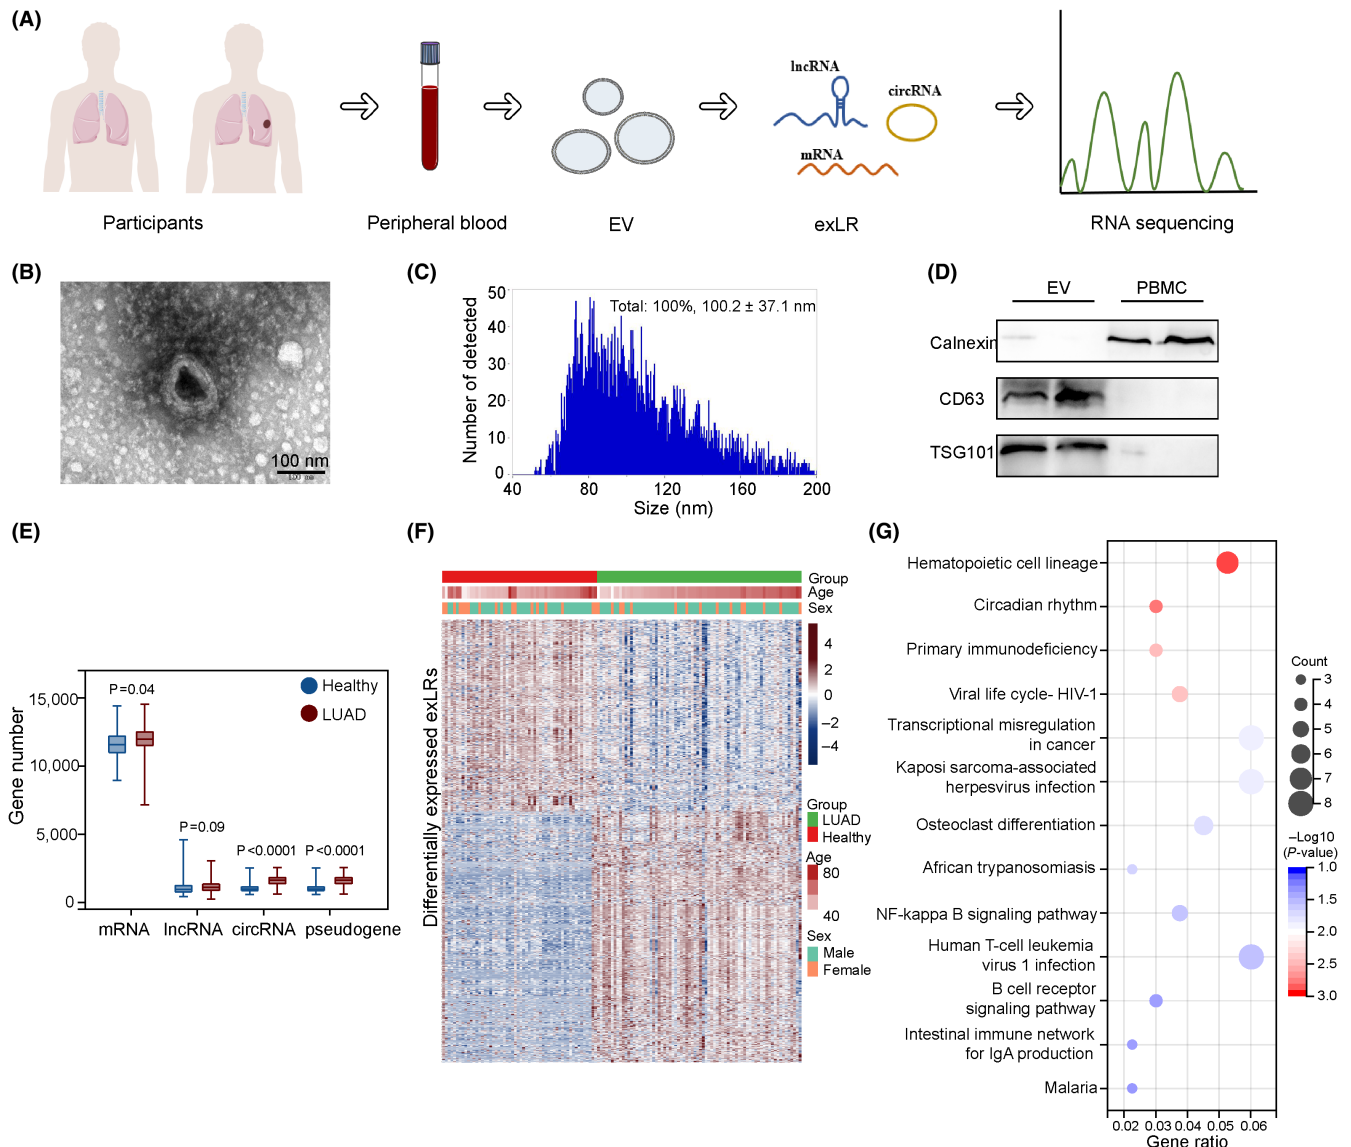 (A)
lncRNA
circRNA
mRNA
Participants
Peripheral blood
EV
exLR
RNA sequencing
(B)
100 nm
100 nm
(C)
Number of detected
50
40
30
20
10
0
Total: 100%, 100.2 ± 37.1 nm
40 80 120 160 200
Size (nm)
(D)
EV PBMC
Calnexin
CD63
TSG101
(E)
Gene number
15,000
10,000
5,000
0
P=0.04
P=0.09
P<0.0001
P<0.0001
Healthy
LUAD
mRNA lncRNA circRNA pseudogene
(F)
Differentially expressed exLRs
Group
Age
Sex
4
2
0
−2
−4
Group
LUAD
Healthy
Age
80
40
Sex
Male
Female
(G)
Hematopoietic cell lineage
Circadian rhythm
Primary immunodeficiency
Viral life cycle- HIV-1
Transcriptional misregulation
in cancer
Kaposi sarcoma-associated
herpesvirus infection
Osteoclast differentiation
African trypanosomiasis
NF-kappa B signaling pathway
Human T-cell leukemia
virus 1 infection
B cell receptor
signaling pathway
Intestinal immune network
for IgA production
Malaria
0.02 0.03 0.04 0.05 0.06
Gene ratio
Count
3
4
5
6
7
8
−Log10
(P-value)
1.0
1.5
2.0
2.5
3.0